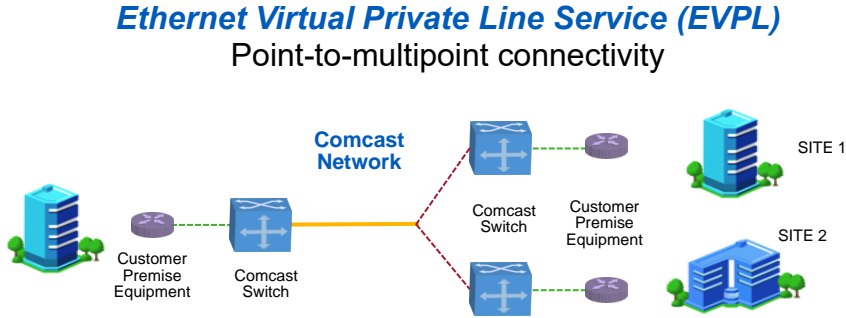 Ethernet Virtual Private Line Service (EVPL)
Point-to-multipoint connectivity
Comcast
Network
SITE 1
Comcast
Switch
Customer
Premise
Equipment
SITE 2
Customer
Premise
Equipment
Comcast
Switch